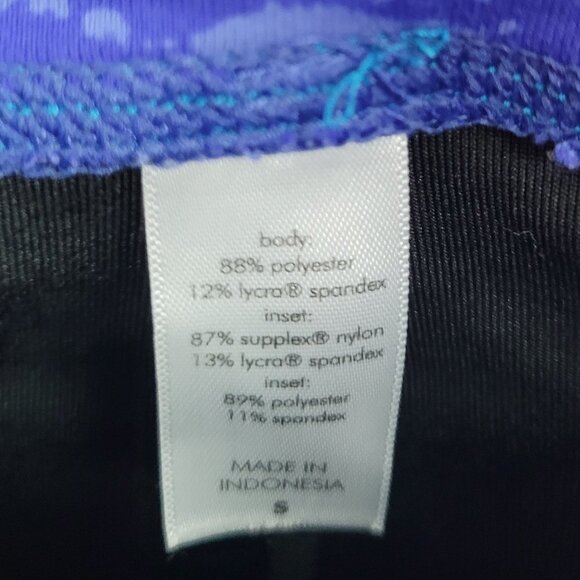 body:
88% polyester
12% lycra® spandex
inset:
87% supplex® nylon
13% lycra® spandex
inset:
89% polyester
11% spandex
MADE IN
INDONESIA
S